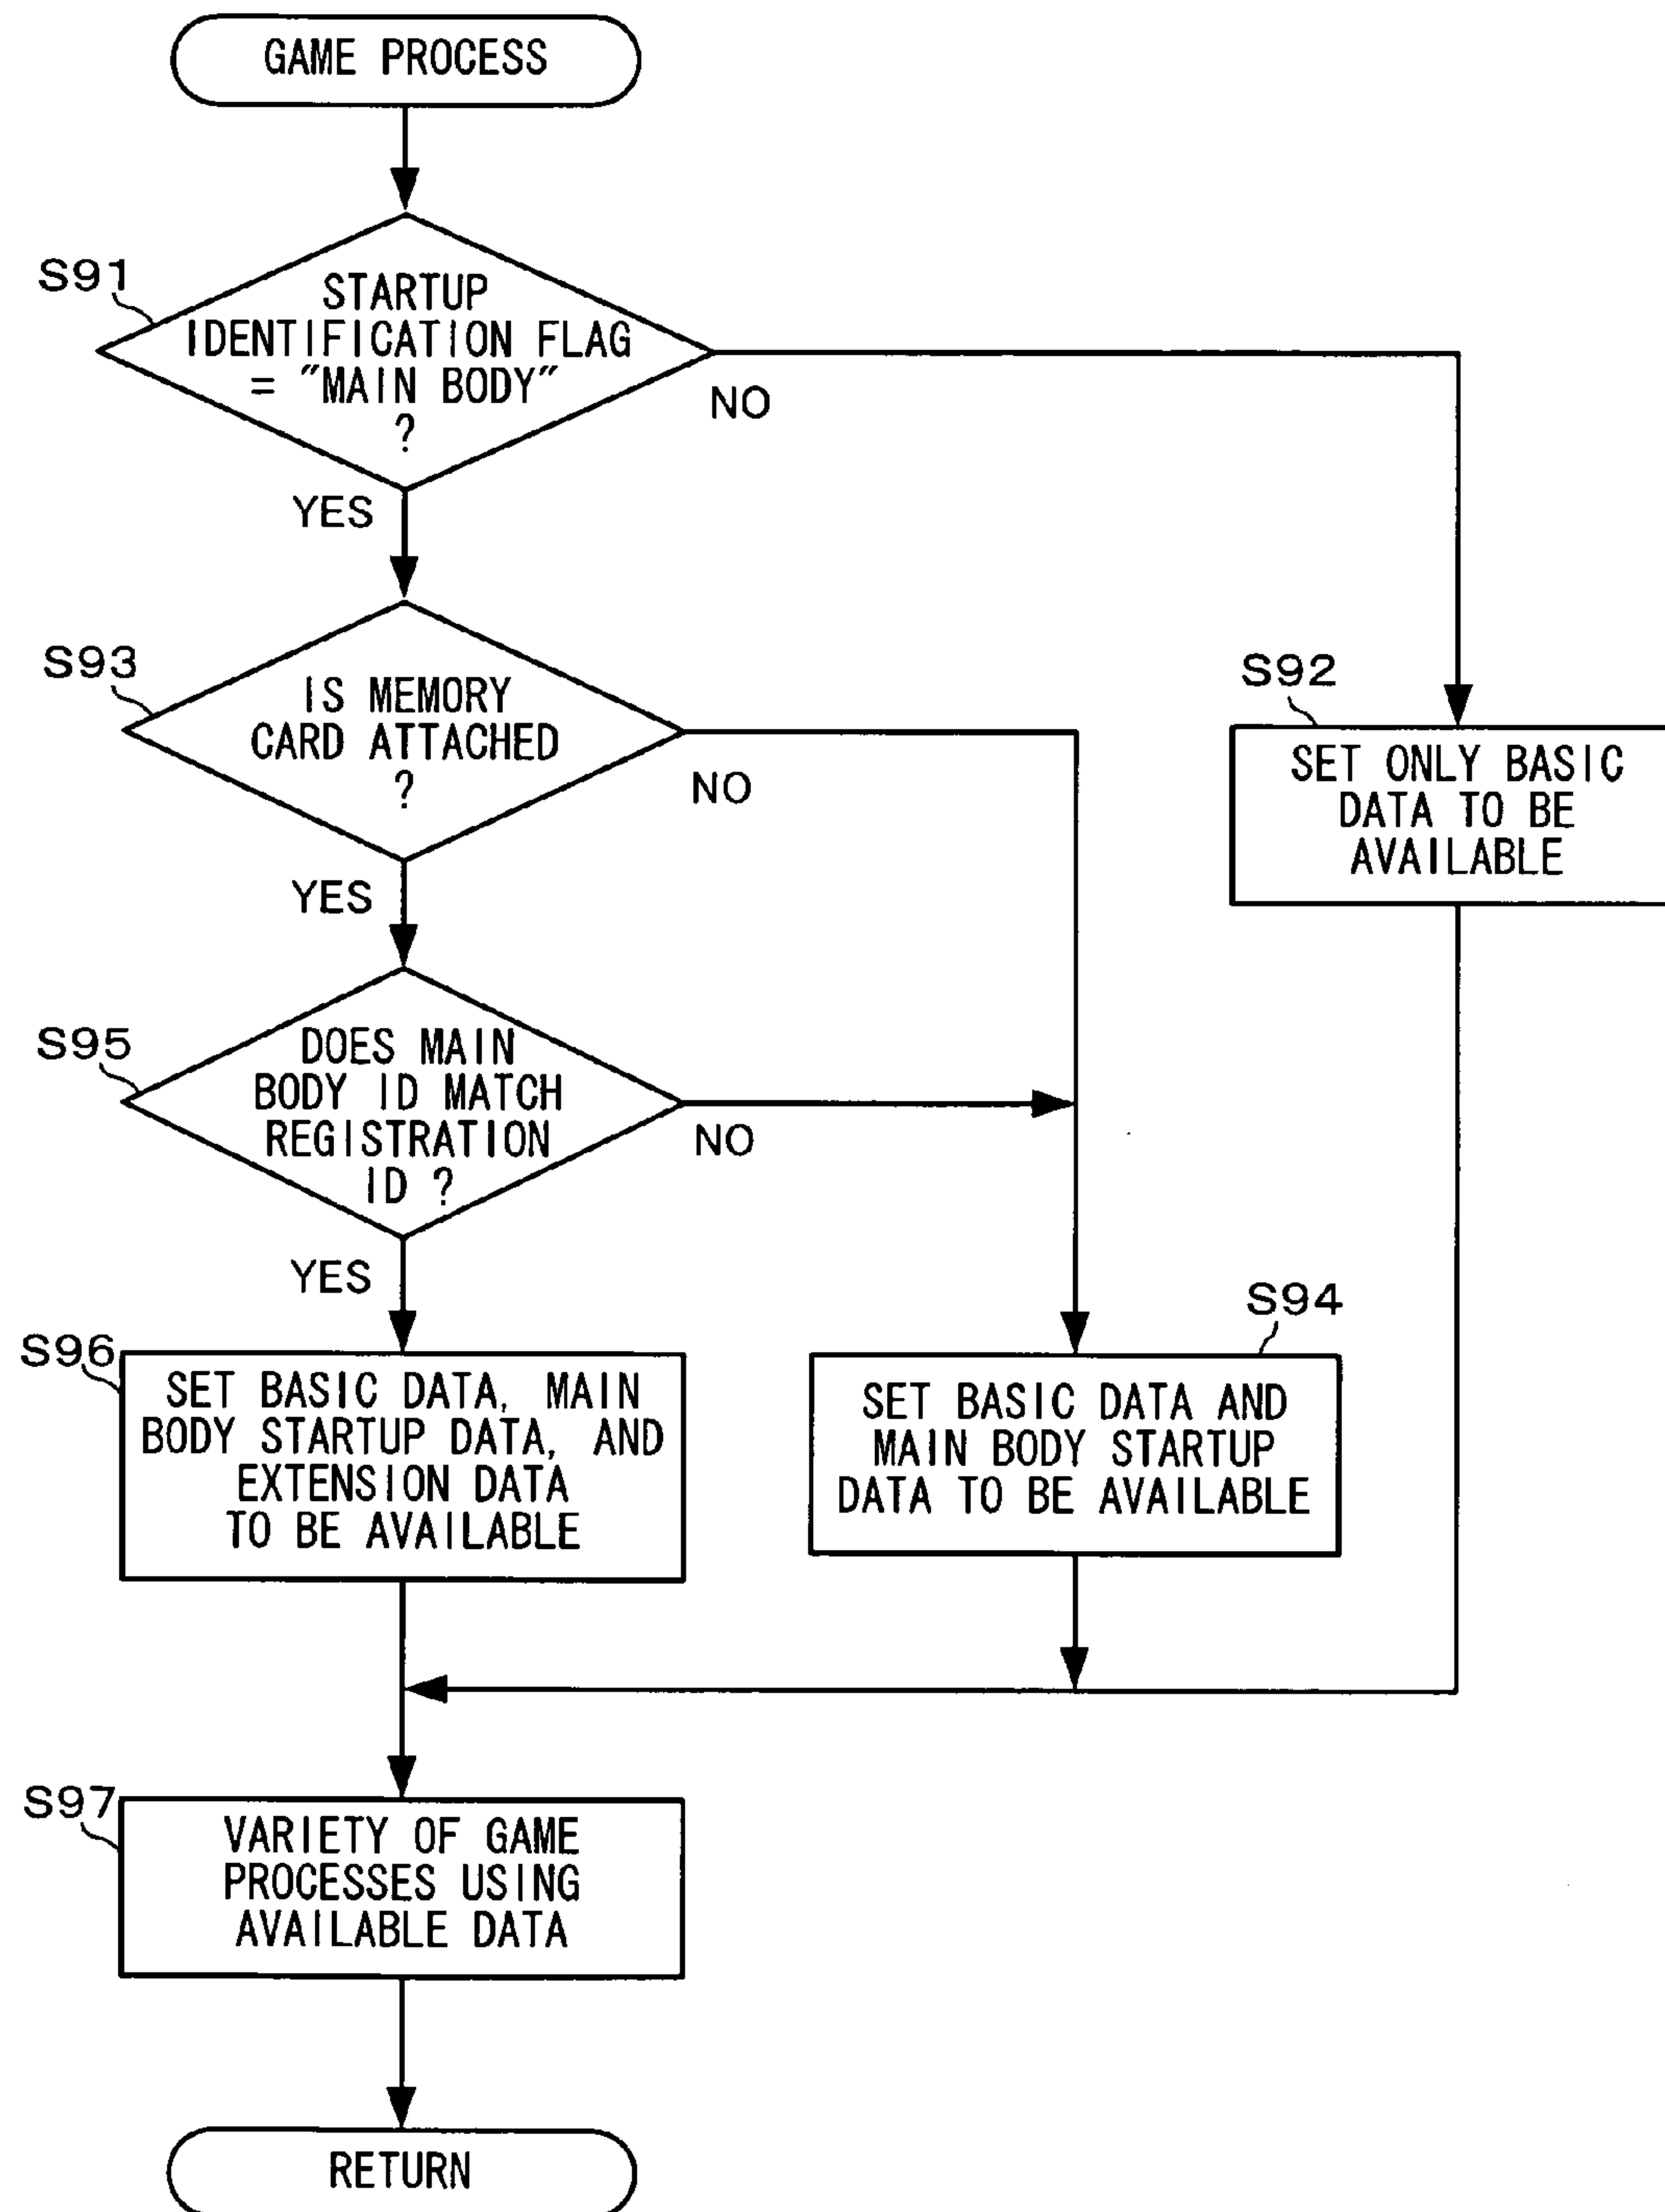 GAME PROCESS
S91
STARTUP
IDENTIFICATION FLAG
= "MAIN BODY"
?
NO
YES
S93
IS MEMORY
CARD ATTACHED
?
NO
YES
S92
SET ONLY BASIC
DATA TO BE
AVAILABLE
S95
DOES MAIN
BODY ID MATCH
REGISTRATION
ID ?
NO
YES
S96
SET BASIC DATA, MAIN
BODY STARTUP DATA, AND
EXTENSION DATA
TO BE AVAILABLE
S94
SET BASIC DATA AND
MAIN BODY STARTUP
DATA TO BE AVAILABLE
S97
VARIETY OF GAME
PROCESSES USING
AVAILABLE DATA
RETURN